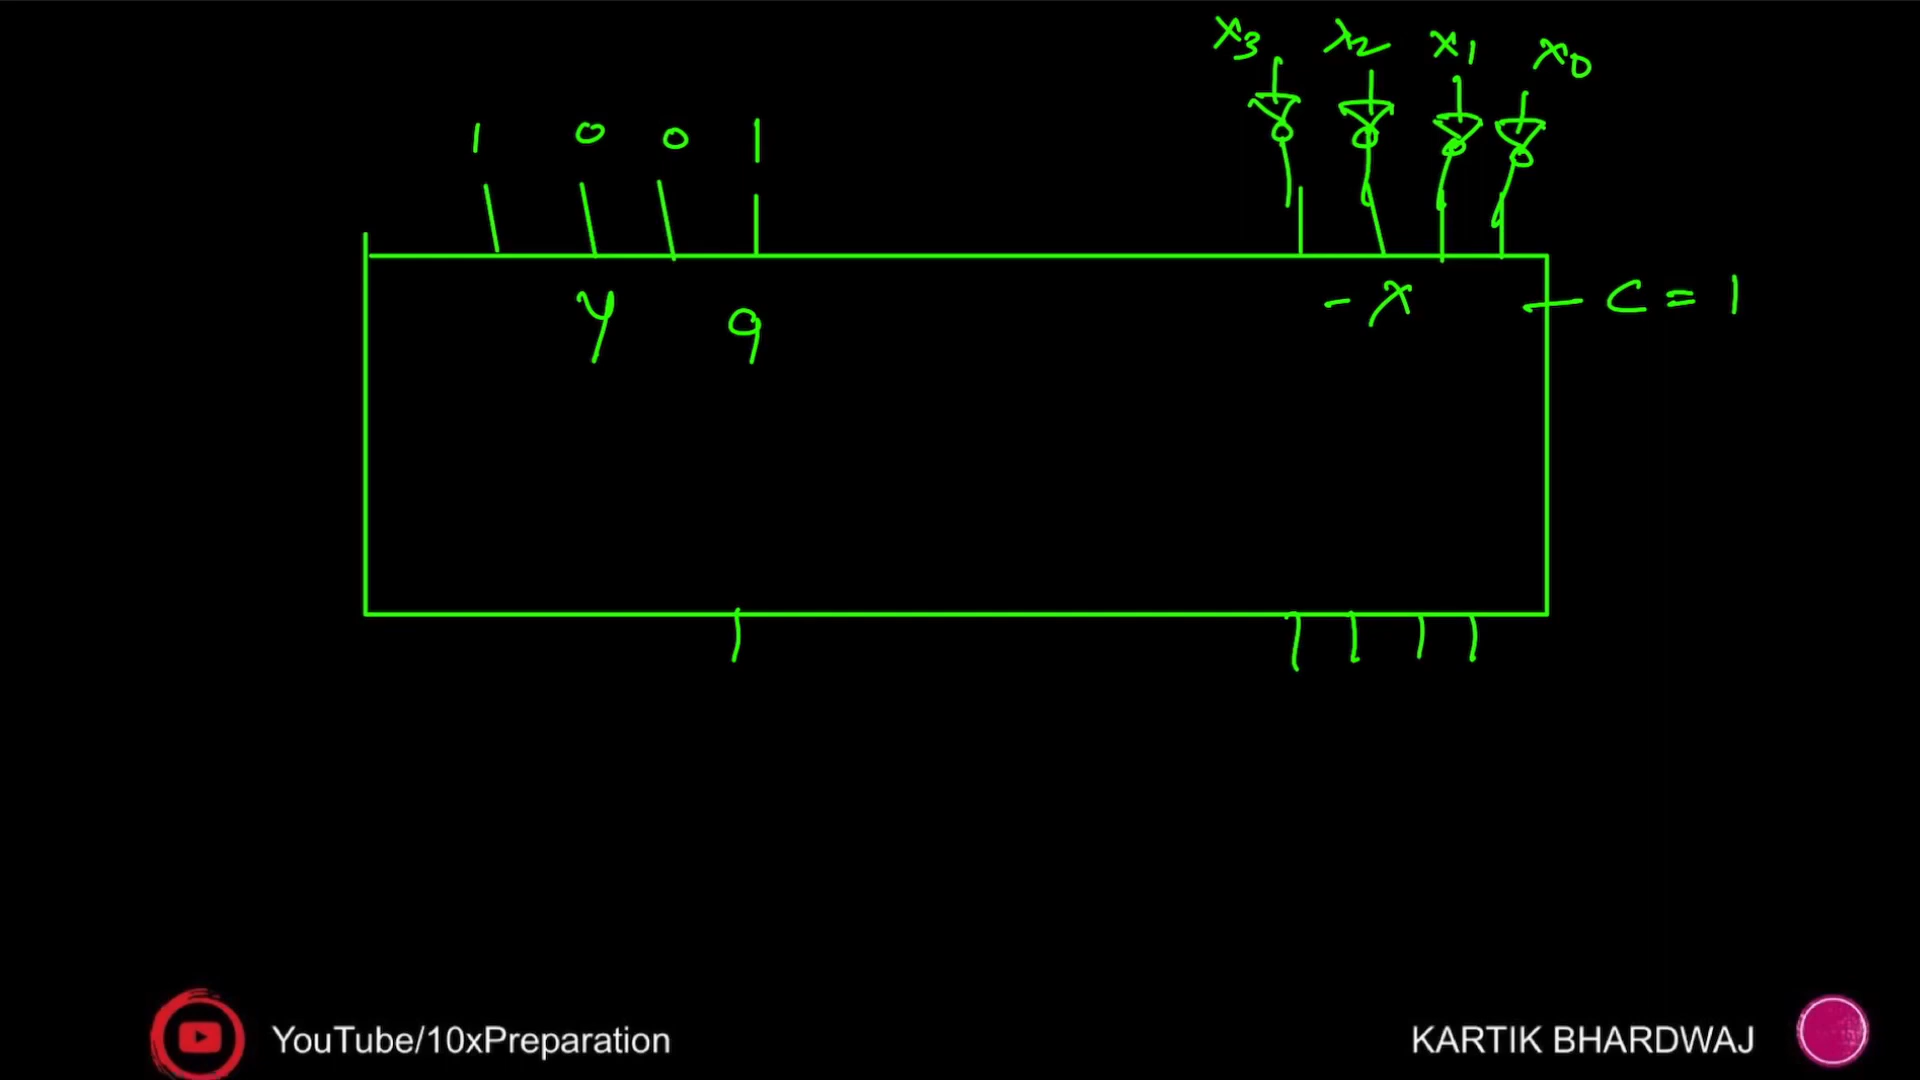 x3 x2 x1 x0
1 0 0 1
y 9 - x C = 1
YouTube/10xPreparation
KARTIK BHARDWAJ